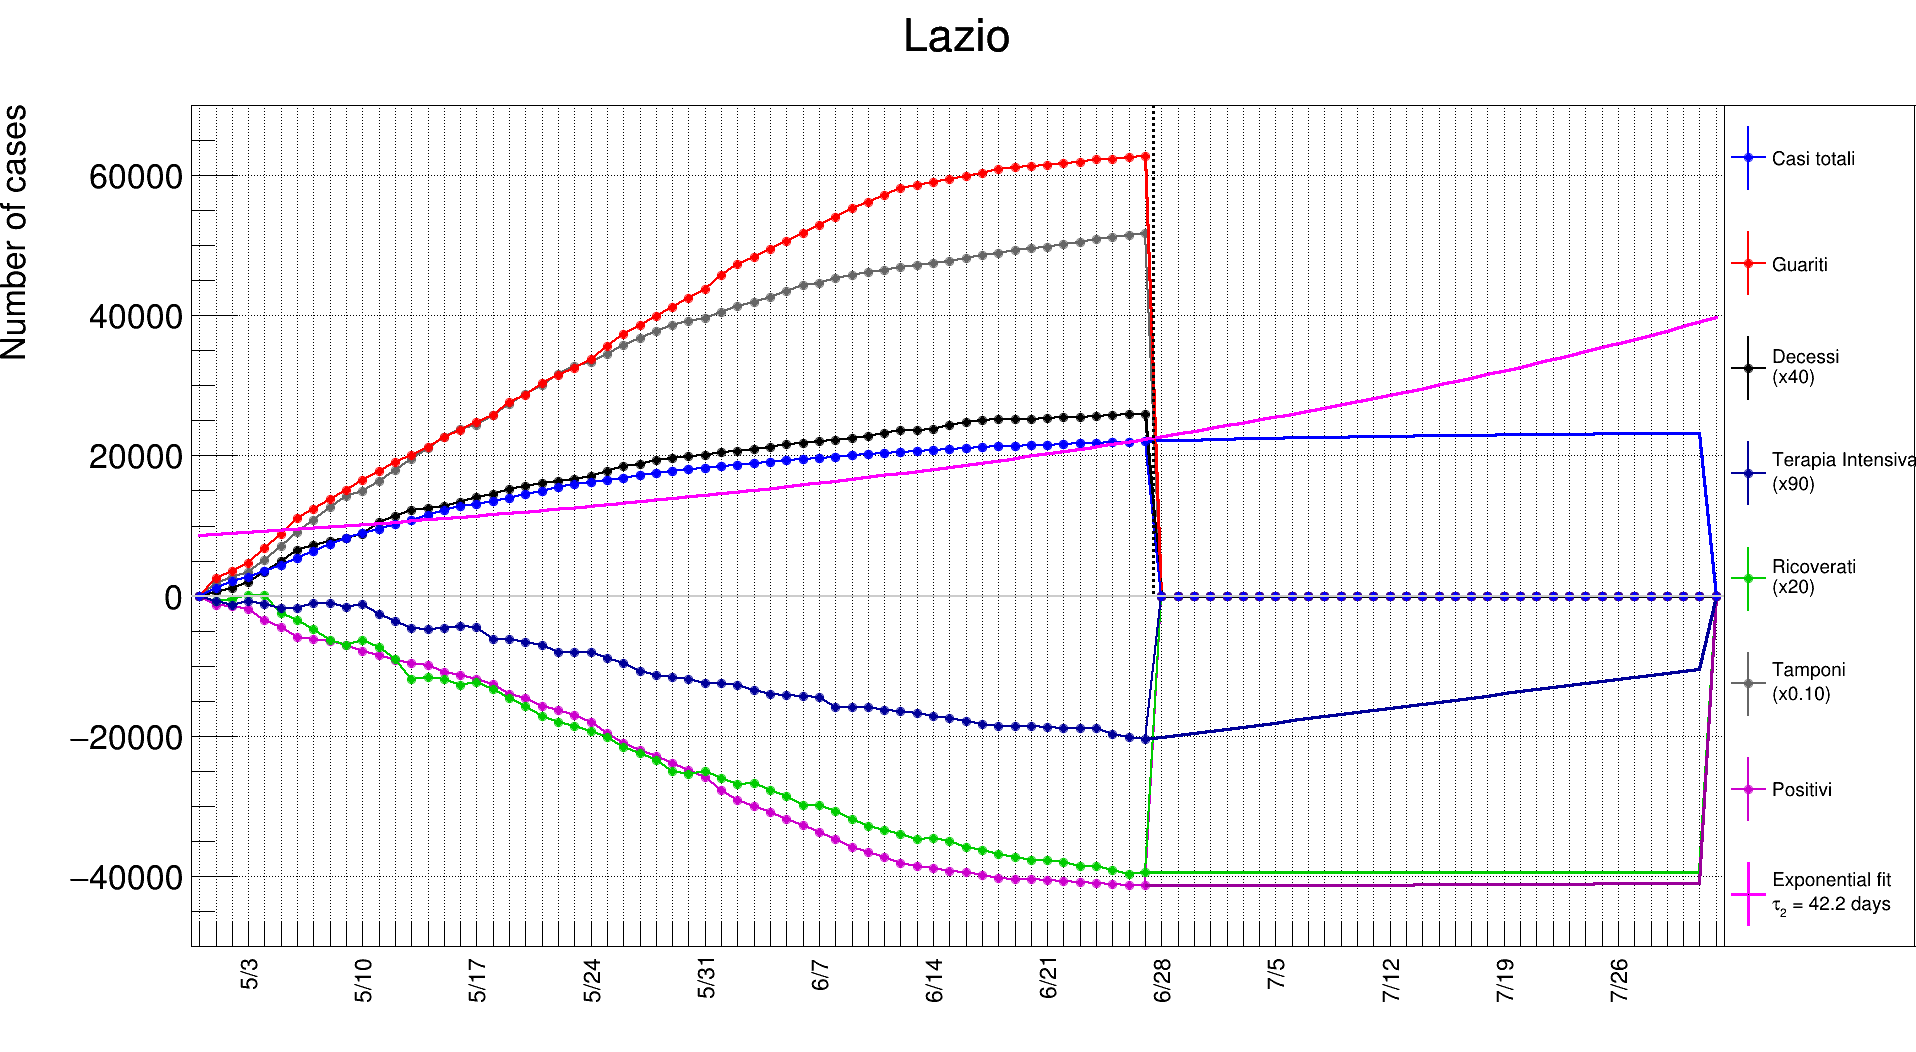 Lazio
Number of cases
60000
40000
20000
0
−20000
−40000
5/3
5/10
5/17
5/24
5/31
6/7
6/14
6/21
6/28
7/5
7/12
7/19
7/26
Casi totali
Guariti
Decessi
(x40)
Terapia Intensiva
(x90)
Ricoverati
(x20)
Tamponi
(x0.10)
Positivi
Exponential fit
τ₂ = 42.2 days